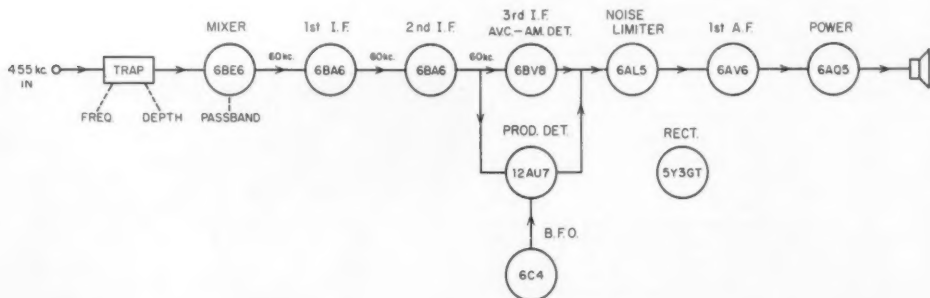 3rd I.F.
NOISE
MIXER
1st I.F.
2nd I.F.
AVC.-AM. DET.
LIMITER
1st A.F.
POWER
455 kc.
IN
TRAP
6BE6
60kc.
6BA6
60kc.
6BA6
60kc.
6BV8
6AL5
6AV6
6AQ5
FREQ.
DEPTH
PASSBAND
PROD. DET.
RECT.
12AU7
5Y3GT
B.F.O.
6C4